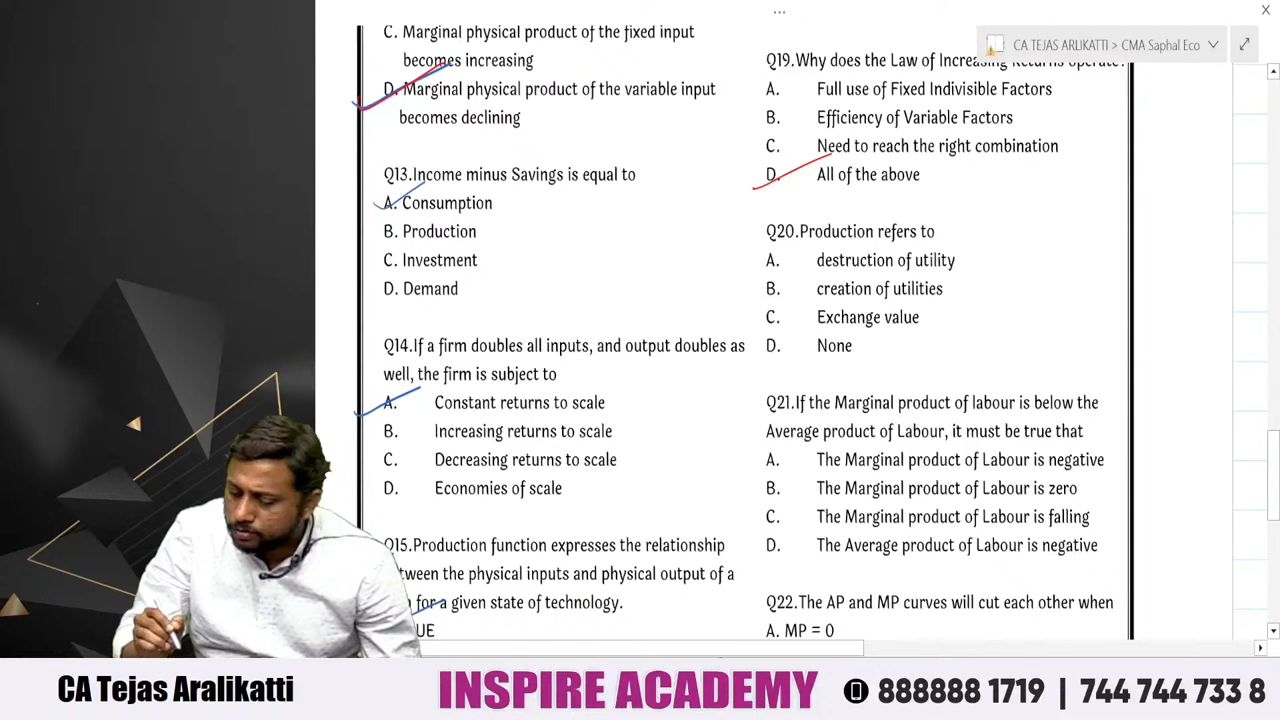 CA TEJAS ARLIKATTI > CMA Saphal Eco
C. Marginal physical product of the fixed input
becomes increasing
D. Marginal physical product of the variable input
becomes declining
Q13.Income minus Savings is equal to
A. Consumption
B. Production
C. Investment
D. Demand
Q14.If a firm doubles all inputs, and output doubles as
well, the firm is subject to
A. Constant returns to scale
B. Increasing returns to scale
C. Decreasing returns to scale
D. Economies of scale
Q15.Production function expresses the relationship
tween the physical inputs and physical output of a
for a given state of technology.
UE
Q19.Why does the Law of Increasing Returns operate?
A. Full use of Fixed Indivisible Factors
B. Efficiency of Variable Factors
C. Need to reach the right combination
D. All of the above
Q20.Production refers to
A. destruction of utility
B. creation of utilities
C. Exchange value
D. None
Q21.If the Marginal product of labour is below the
Average product of Labour, it must be true that
A. The Marginal product of Labour is negative
B. The Marginal product of Labour is zero
C. The Marginal product of Labour is falling
D. The Average product of Labour is negative
Q22.The AP and MP curves will cut each other when
A. MP = 0
CA Tejas Aralikatti
INSPIRE ACADEMY
888888 1719 | 744 744 733 8